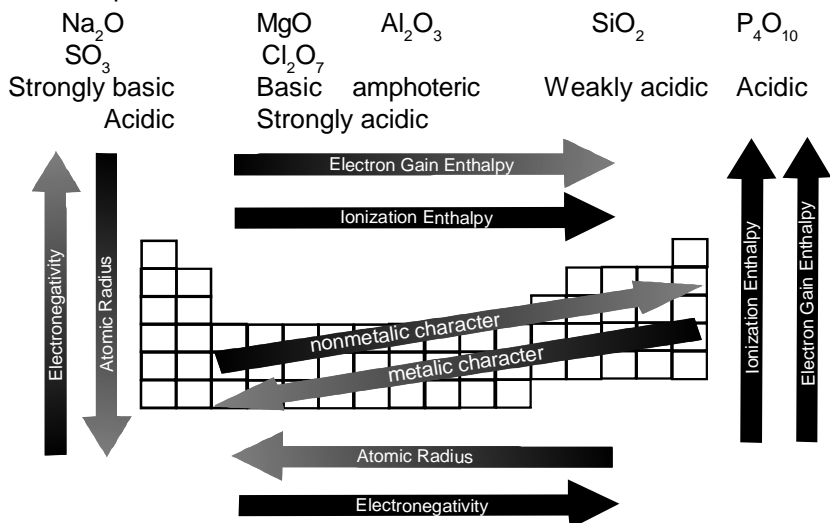 Na2O MgO Al2O3 SiO2 P4O10
SO3 Cl2O7
Strongly basic Basic amphoteric Weakly acidic Acidic
Acidic Strongly acidic
Electron Gain Enthalpy
Ionization Enthalpy
Electronegativity
Atomic Radius
nonmetalic character
metalic character
Ionization Enthalpy
Electron Gain Enthalpy
Atomic Radius
Electronegativity